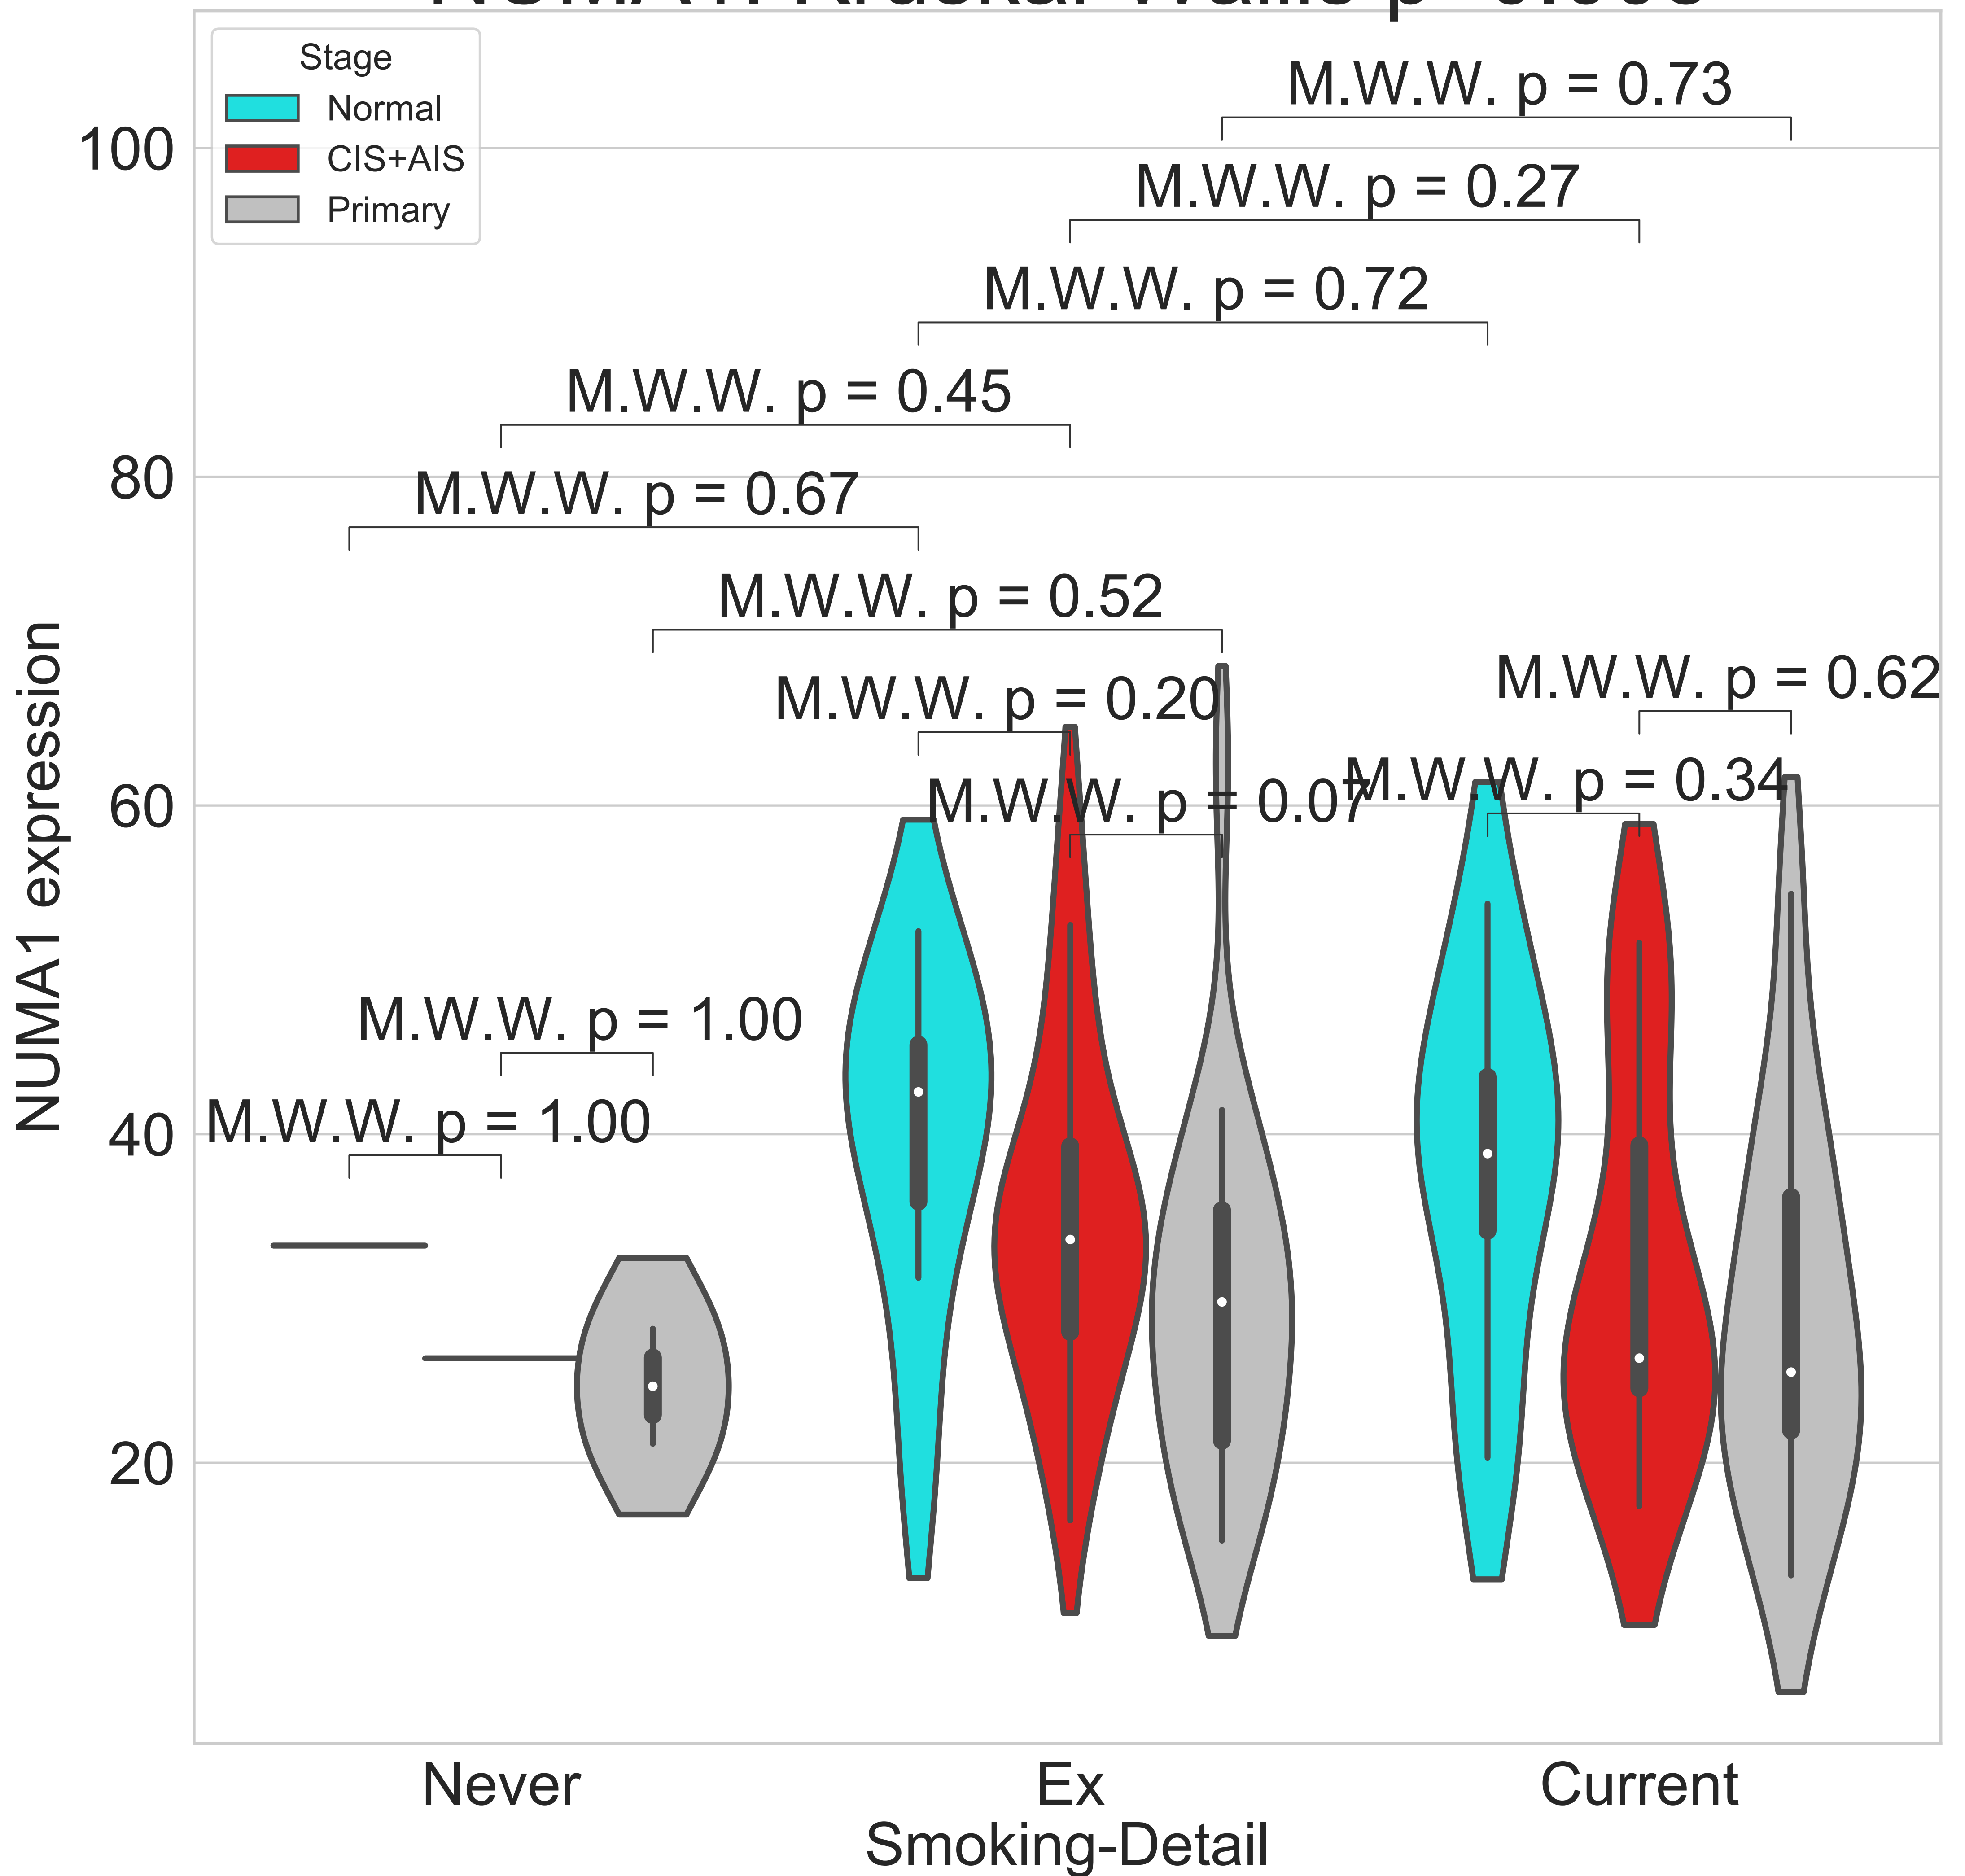 Stage
Normal
CIS+AIS
Primary
M.W.W. p = 0.73
M.W.W. p = 0.27
M.W.W. p = 0.72
M.W.W. p = 0.45
M.W.W. p = 0.67
M.W.W. p = 0.52
M.W.W. p = 0.62
M.W.W. p = 0.20
M.W.W. p = 0.34
M.W.W. p = 0.07
M.W.W. p = 1.00
M.W.W. p = 1.00
100
80
60
40
20
NUMA1 expression
Never
Ex
Current
Smoking-Detail